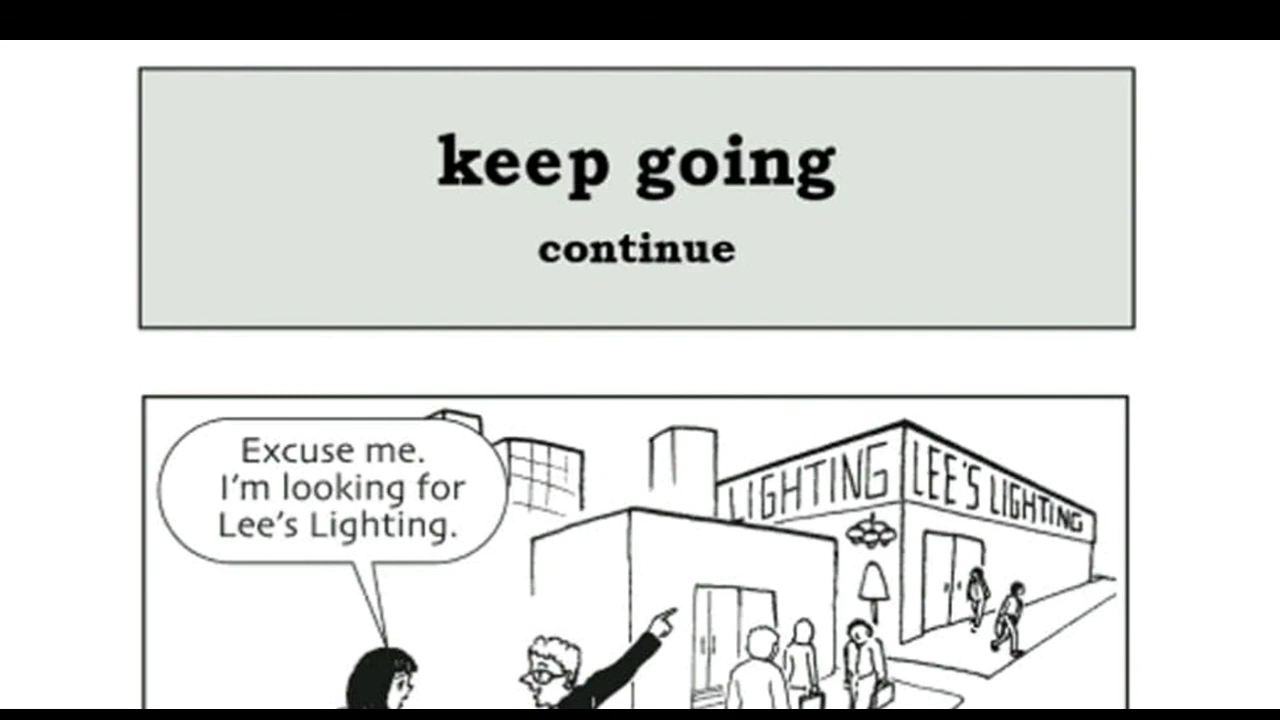 keep going
continue
Excuse me.
I'm looking for
Lee's Lighting.
LIGHTING
LEE'S LIGHTING